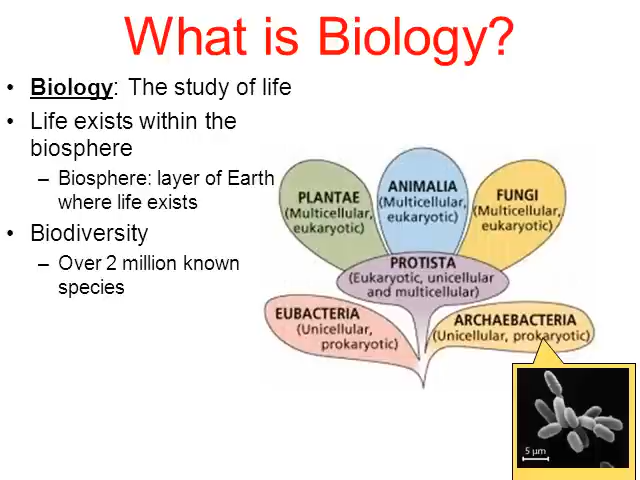 What is Biology?
• Biology: The study of life
• Life exists within the
biosphere
– Biosphere: layer of Earth
where life exists
• Biodiversity
– Over 2 million known
species
PLANTAE
(Multicellular,
eukaryotic)
ANIMALIA
(Multicellular,
eukaryotic)
FUNGI
(Multicellular,
eukaryotic)
PROTISTA
(Eukaryotic, unicellular
and multicellular)
EUBACTERIA
(Unicellular,
prokaryotic)
ARCHAEBACTERIA
(Unicellular, prokaryotic)
5 µm